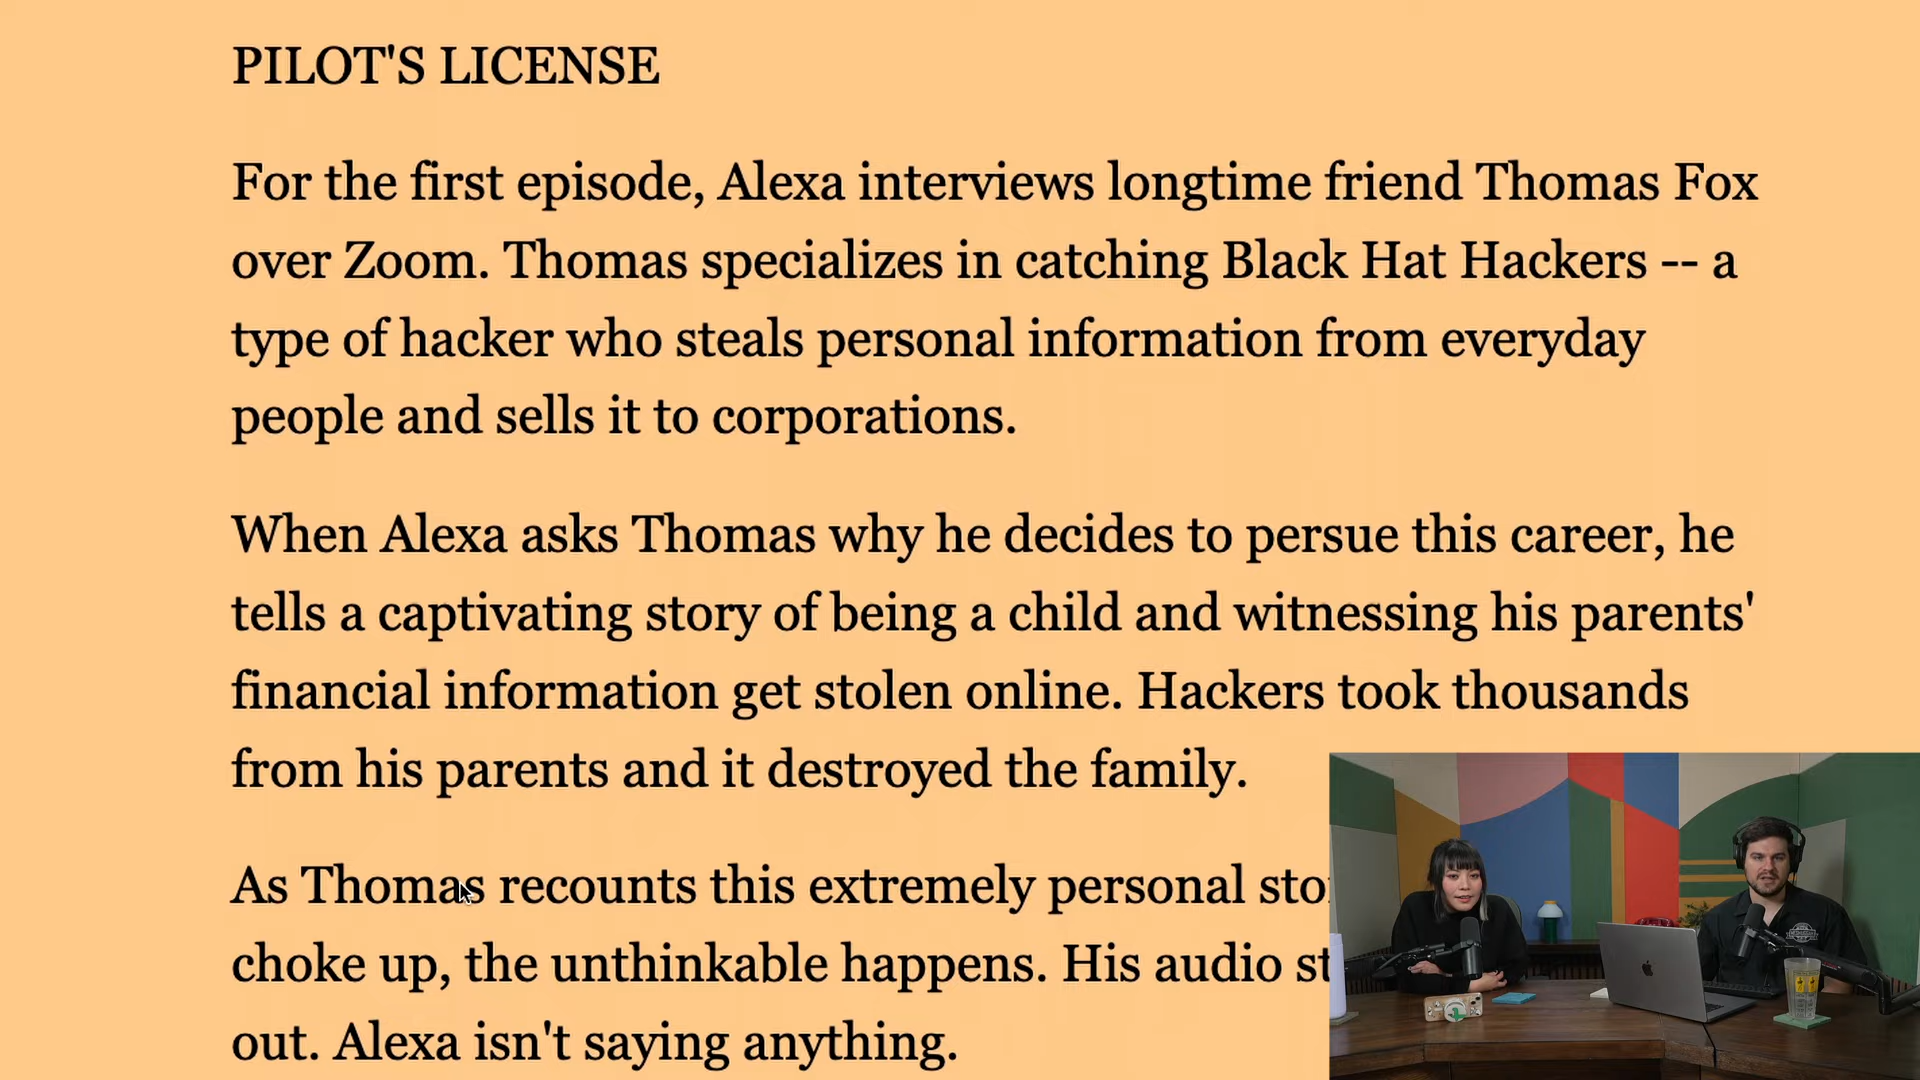 PILOT'S LICENSE
For the first episode, Alexa interviews longtime friend Thomas Fox
over Zoom. Thomas specializes in catching Black Hat Hackers -- a
type of hacker who steals personal information from everyday
people and sells it to corporations.
When Alexa asks Thomas why he decides to persue this career, he
tells a captivating story of being a child and witnessing his parents'
financial information get stolen online. Hackers took thousands
from his parents and it destroyed the family.
As Thomas recounts this extremely personal
choke up, the unthinkable happens. His audio
out. Alexa isn't saying anything.